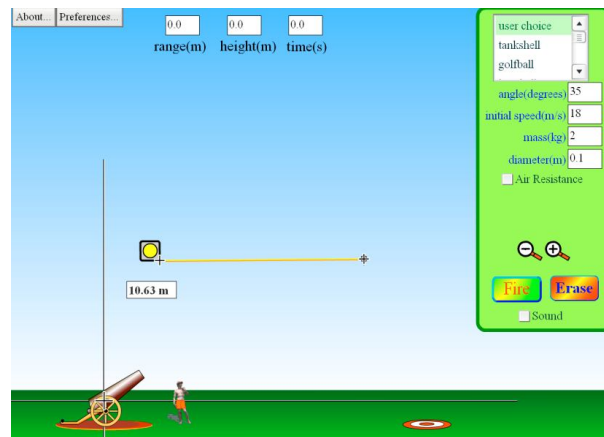 About... Preferences...
0.0 0.0 0.0
range(m) height(m) time(s)
user choice
tankshell
golfball
angle(degrees) 35
initial speed(m/s) 18
mass(kg) 2
diameter(m) 0.1
Air Resistance
10.63 m
Fire Erase
Sound